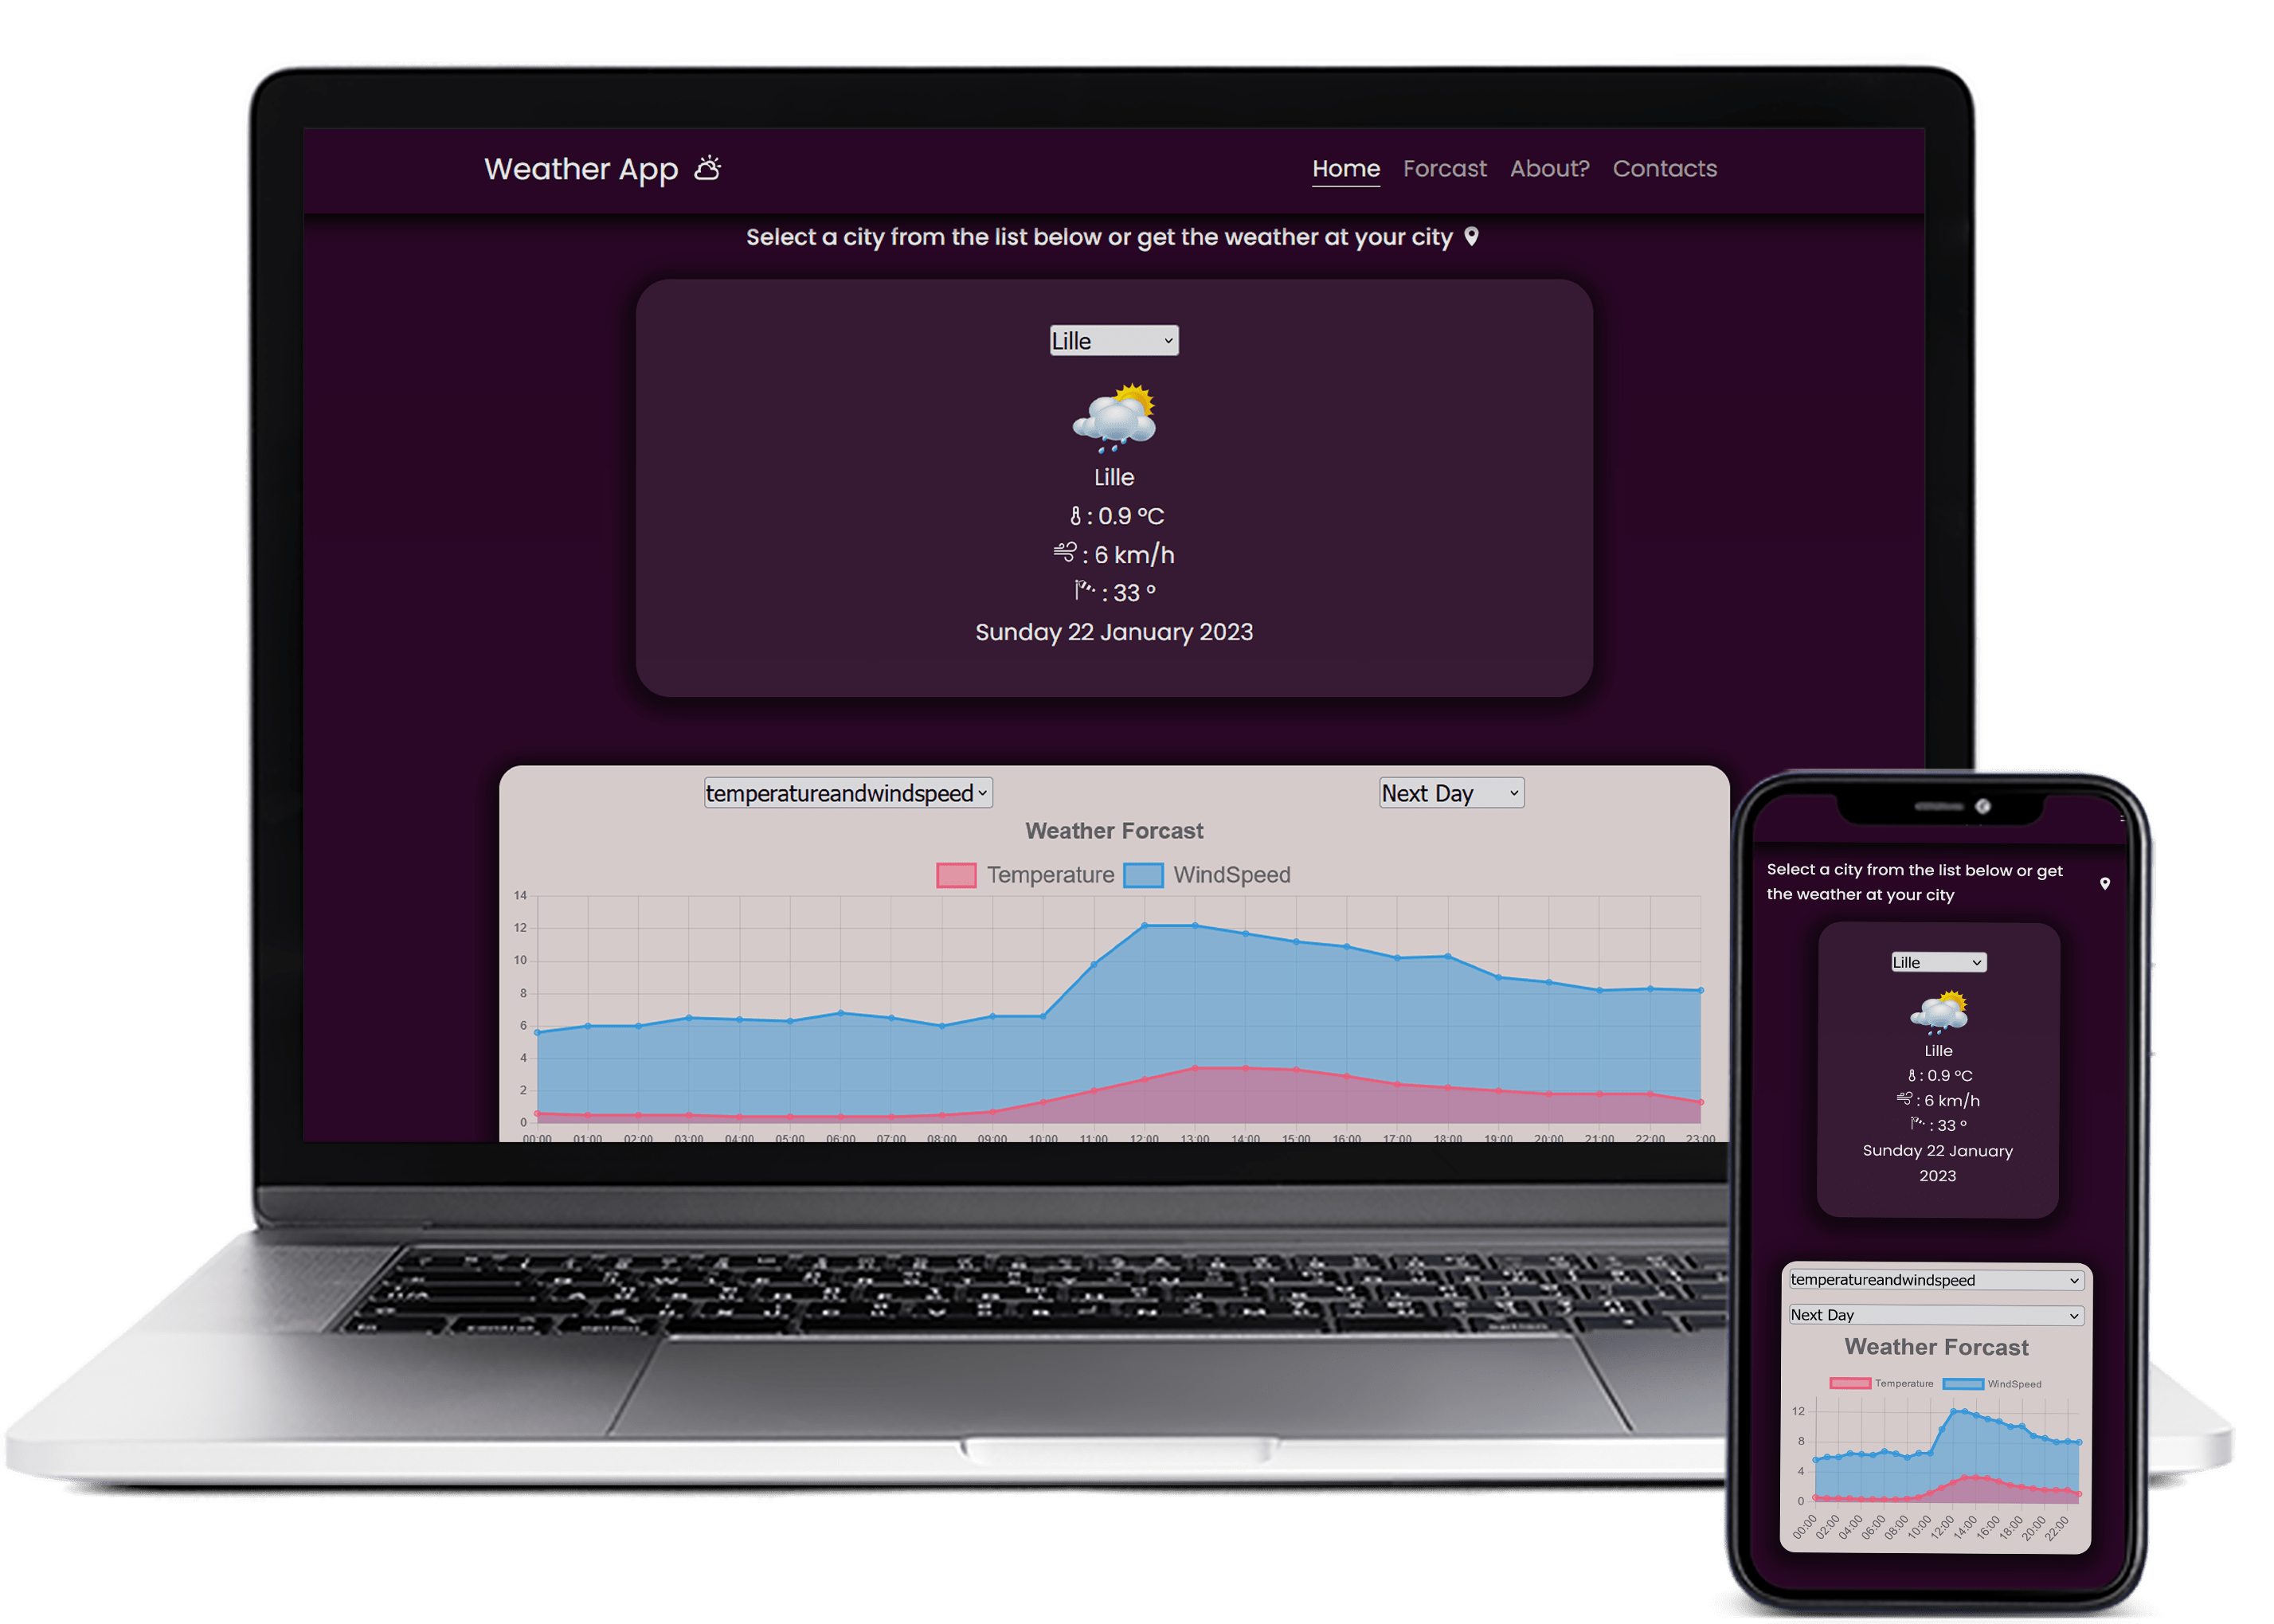 Weather App
Home Forcast About? Contacts
Select a city from the list below or get the weather at your city
Lille
Lille
: 0.9 °C
: 6 km/h
: 33 °
Sunday 22 January 2023
temperatureandwindspeed Next Day
Weather Forcast
Temperature WindSpeed
14
12
10
8
6
4
2
0
00:00 01:00 02:00 03:00 04:00 05:00 06:00 07:00 08:00 09:00 10:00 11:00 12:00 13:00 14:00 15:00 16:00 17:00 18:00 19:00 20:00 21:00 22:00 23:00
Select a city from the list below or get
the weather at your city
Lille
Lille
: 0.9 °C
: 6 km/h
: 33 °
Sunday 22 January
2023
temperatureandwindspeed
Next Day
Weather Forcast
Temperature WindSpeed
12
8
4
0
00:00 02:00 04:00 06:00 08:00 10:00 12:00 14:00 16:00 18:00 20:00 22:00